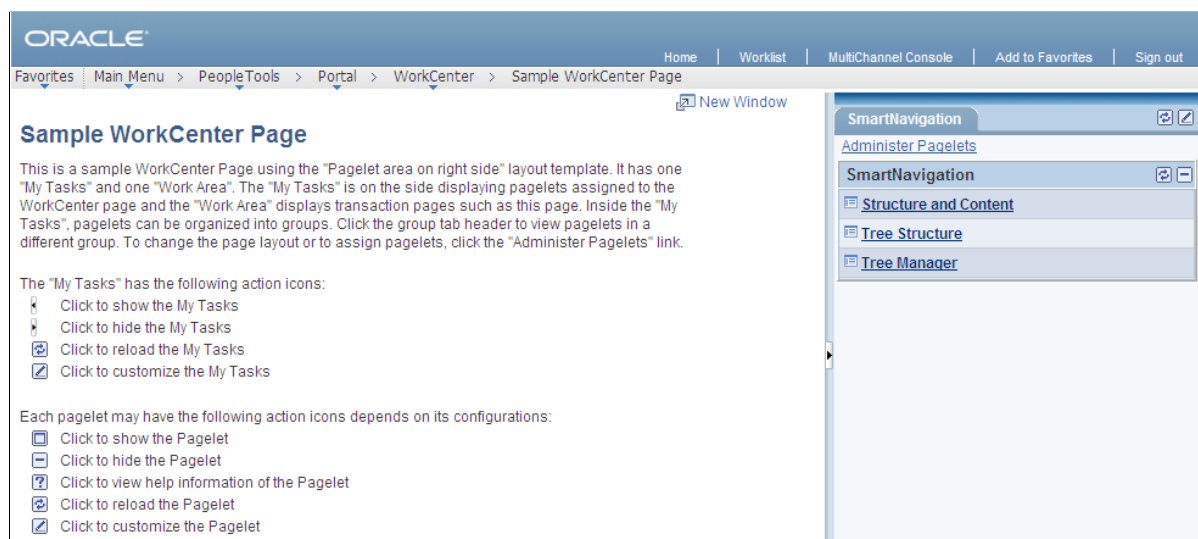 ORACLE
Home | Worklist | MultiChannel Console | Add to Favorites | Sign out
Favorites Main Menu > PeopleTools > Portal > WorkCenter > Sample WorkCenter Page
New Window
Sample WorkCenter Page
This is a sample WorkCenter Page using the "Pagelet area on right side" layout template. It has one
"My Tasks" and one "Work Area". The "My Tasks" is on the side displaying pagelets assigned to the
WorkCenter page and the "Work Area" displays transaction pages such as this page. Inside the "My
Tasks", pagelets can be organized into groups. Click the group tab header to view pagelets in a
different group. To change the page layout or to assign pagelets, click the "Administer Pagelets" link.
The "My Tasks" has the following action icons:
Click to show the My Tasks
Click to hide the My Tasks
Click to reload the My Tasks
Click to customize the My Tasks
Each pagelet may have the following action icons depends on its configurations:
Click to show the Pagelet
Click to hide the Pagelet
Click to view help information of the Pagelet
Click to reload the Pagelet
Click to customize the Pagelet
SmartNavigation
Administer Pagelets
SmartNavigation
Structure and Content
Tree Structure
Tree Manager